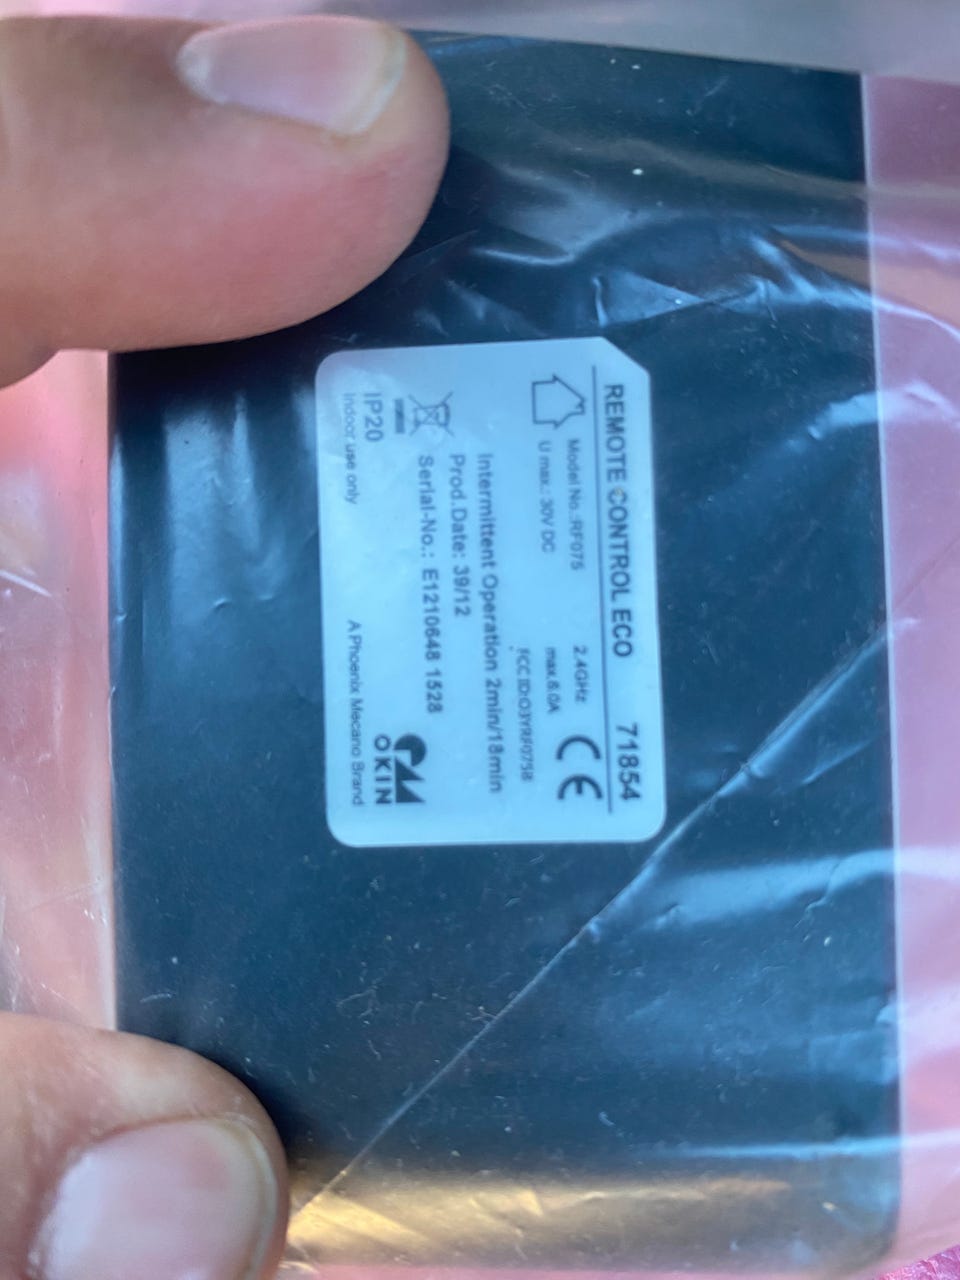 REMOTE CONTROL ECO 71854
Model No.:RF075 2.4GHz
U max.: 30V DC max.6.0A
FCC ID:O3YRF075B
Intermittent Operation 2min/18min
Prod.Date: 39/12
Serial-No.: E1210648 1528
IP20
OKIN
Indoor use only
A Phoenix Mecano Brand